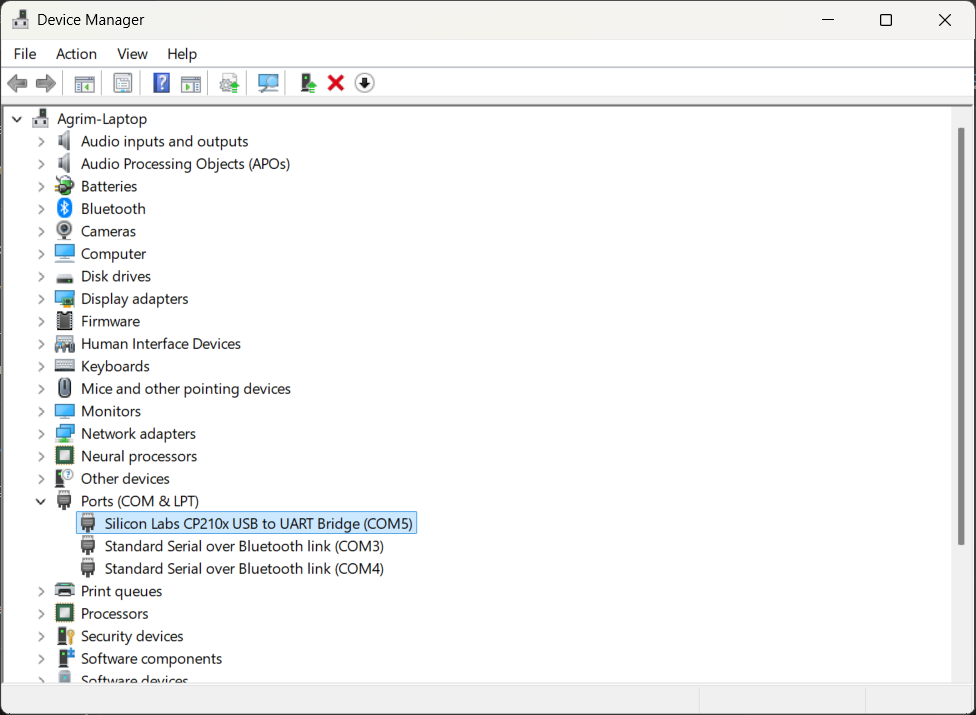 Device Manager
File Action View Help
Agrim-Laptop
Audio inputs and outputs
Audio Processing Objects (APOs)
Batteries
Bluetooth
Cameras
Computer
Disk drives
Display adapters
Firmware
Human Interface Devices
Keyboards
Mice and other pointing devices
Monitors
Network adapters
Neural processors
Other devices
Ports (COM & LPT)
Silicon Labs CP210x USB to UART Bridge (COM5)
Standard Serial over Bluetooth link (COM3)
Standard Serial over Bluetooth link (COM4)
Print queues
Processors
Security devices
Software components
Software devices